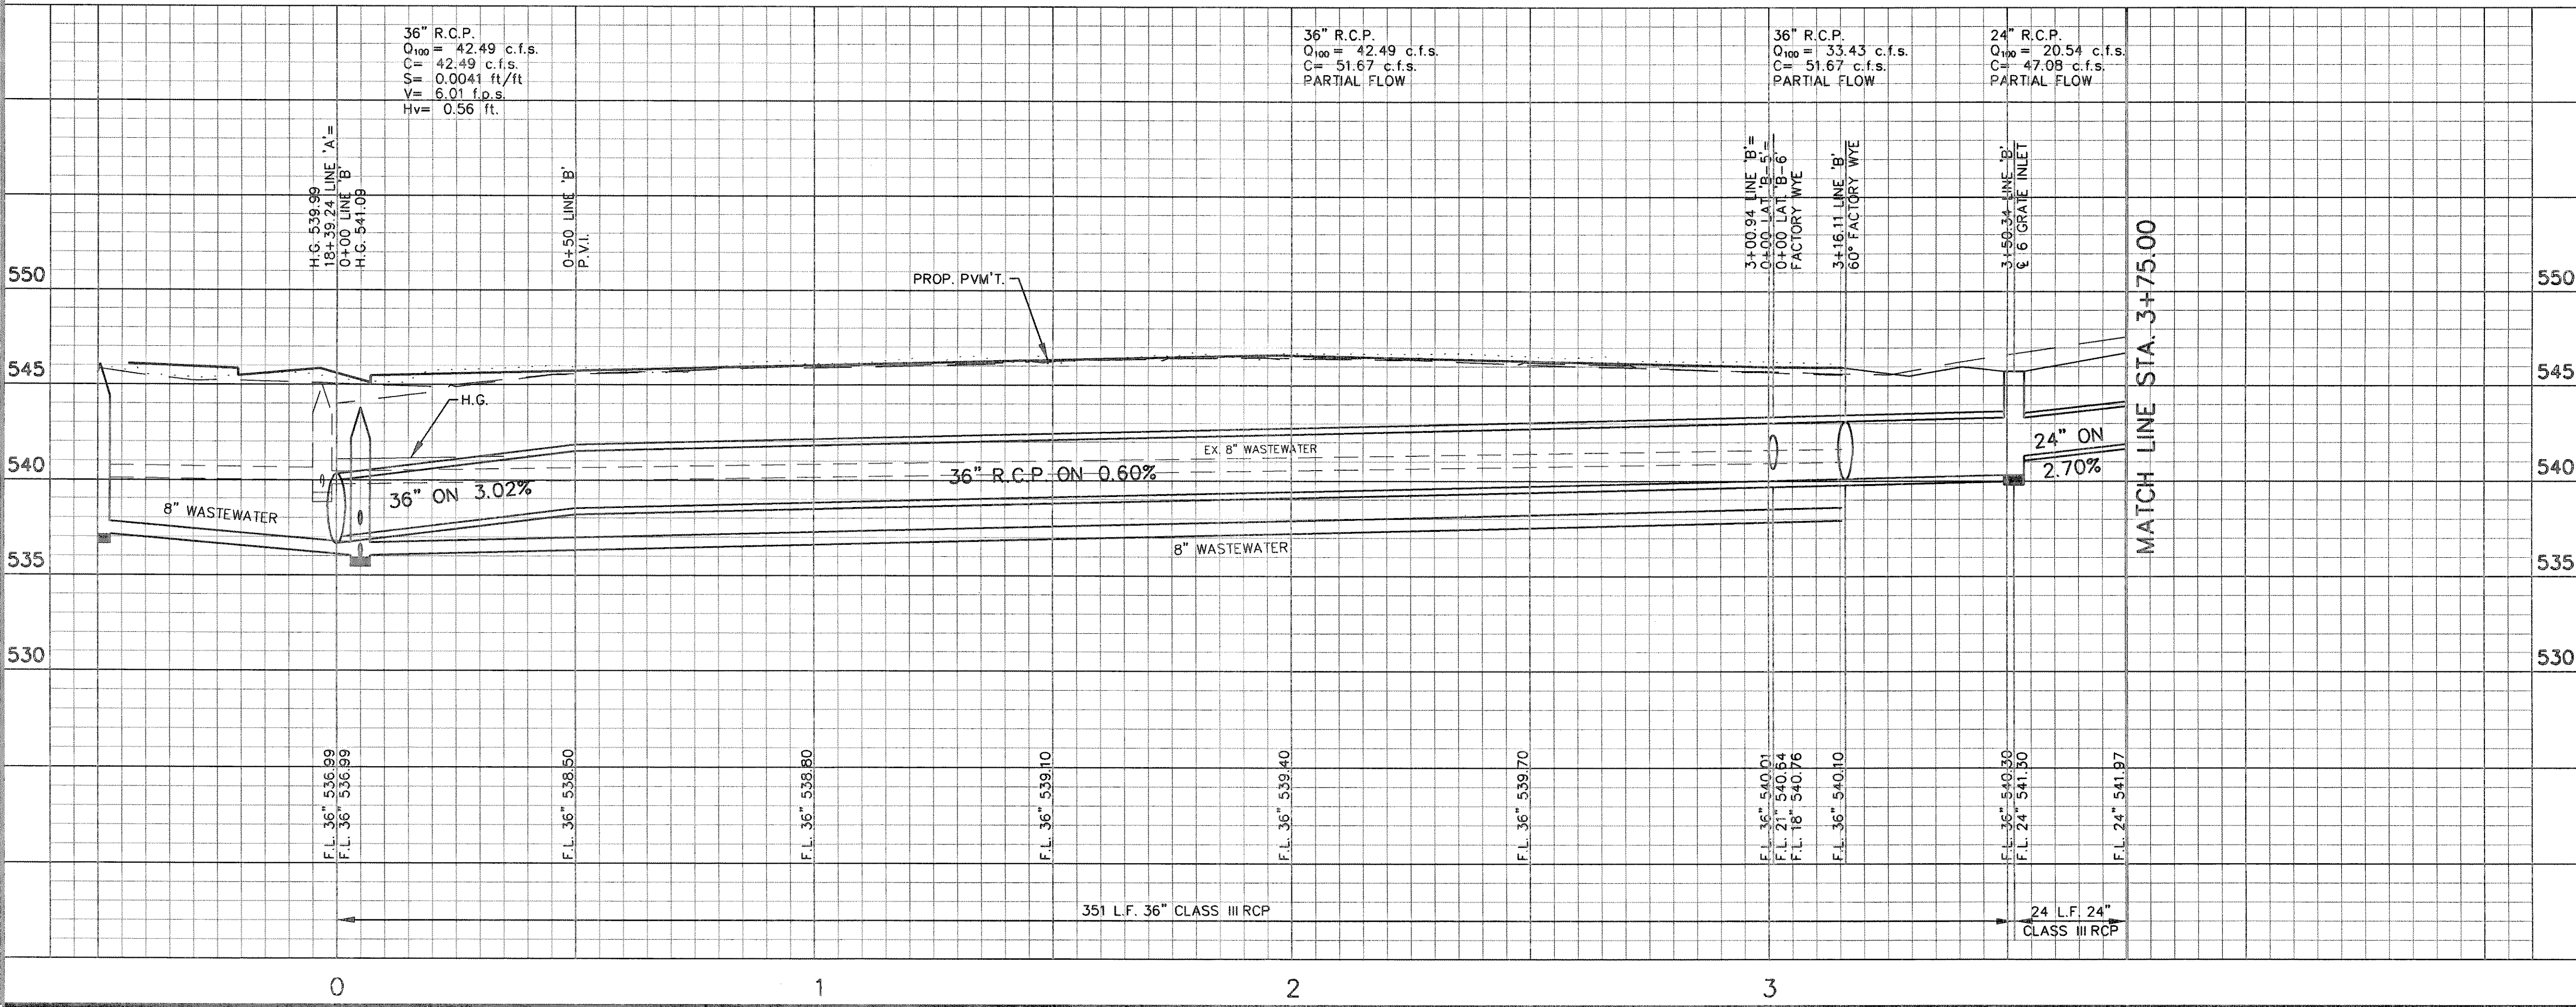 36" R.C.P.
Q100 = 42.49 c.f.s.
C= 42.49 c.f.s.
S= 0.0041 ft/ft
V= 6.01 f.p.s.
Hv= 0.56 ft.
36" R.C.P.
Q100 = 42.49 c.f.s.
C= 51.67 c.f.s.
PARTIAL FLOW
36" R.C.P.
Q100 = 33.43 c.f.s.
C= 51.67 c.f.s.
PARTIAL FLOW
24" R.C.P.
Q100 = 20.54 c.f.s.
C= 47.08 c.f.s.
PARTIAL FLOW
H.G. 539.99
18+39.24 LINE 'A'=
0+00 LINE 'B'
H.G. 541.09
0+50 LINE 'B'
P.V.I.
3+00.94 LINE 'B'=
0+00 LAT. 'B-5'=
0+00 LAT. 'B-6'
FACTORY WYE
3+16.11 LINE 'B'
60° FACTORY WYE
3+50.34 LINE 'B'
℄ 6' GRATE INLET
MATCH LINE STA. 3+75.00
550
550
PROP. PVM'T.
545
545
H.G.
540
540
EX. 8" WASTEWATER
36" R.C.P. ON 0.60%
36" ON 3.02%
24" ON
2.70%
8" WASTEWATER
8" WASTEWATER
535
535
530
530
F.L. 36" 536.99
F.L. 36" 536.99
F.L. 36" 538.50
F.L. 36" 538.80
F.L. 36" 539.10
F.L. 36" 539.40
F.L. 36" 539.70
F.L. 36" 540.01
F.L. 21" 540.64
F.L. 18" 540.76
F.L. 36" 540.10
F.L. 36" 540.30
F.L. 24" 541.30
F.L. 24" 541.97
351 L.F. 36" CLASS III RCP
24 L.F. 24"
CLASS III RCP
0
1
2
3